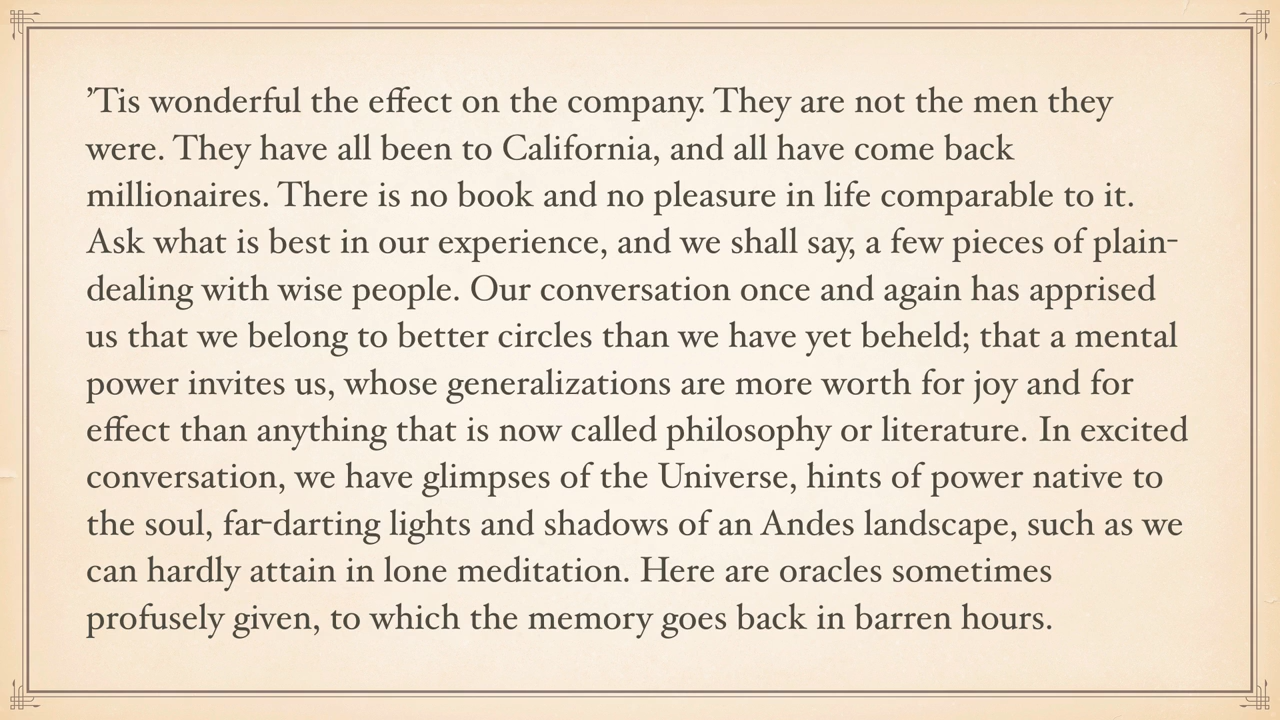 ’Tis wonderful the effect on the company. They are not the men they
were. They have all been to California, and all have come back
millionaires. There is no book and no pleasure in life comparable to it.
Ask what is best in our experience, and we shall say, a few pieces of plain-
dealing with wise people. Our conversation once and again has apprised
us that we belong to better circles than we have yet beheld; that a mental
power invites us, whose generalizations are more worth for joy and for
effect than anything that is now called philosophy or literature. In excited
conversation, we have glimpses of the Universe, hints of power native to
the soul, far-darting lights and shadows of an Andes landscape, such as we
can hardly attain in lone meditation. Here are oracles sometimes
profusely given, to which the memory goes back in barren hours.